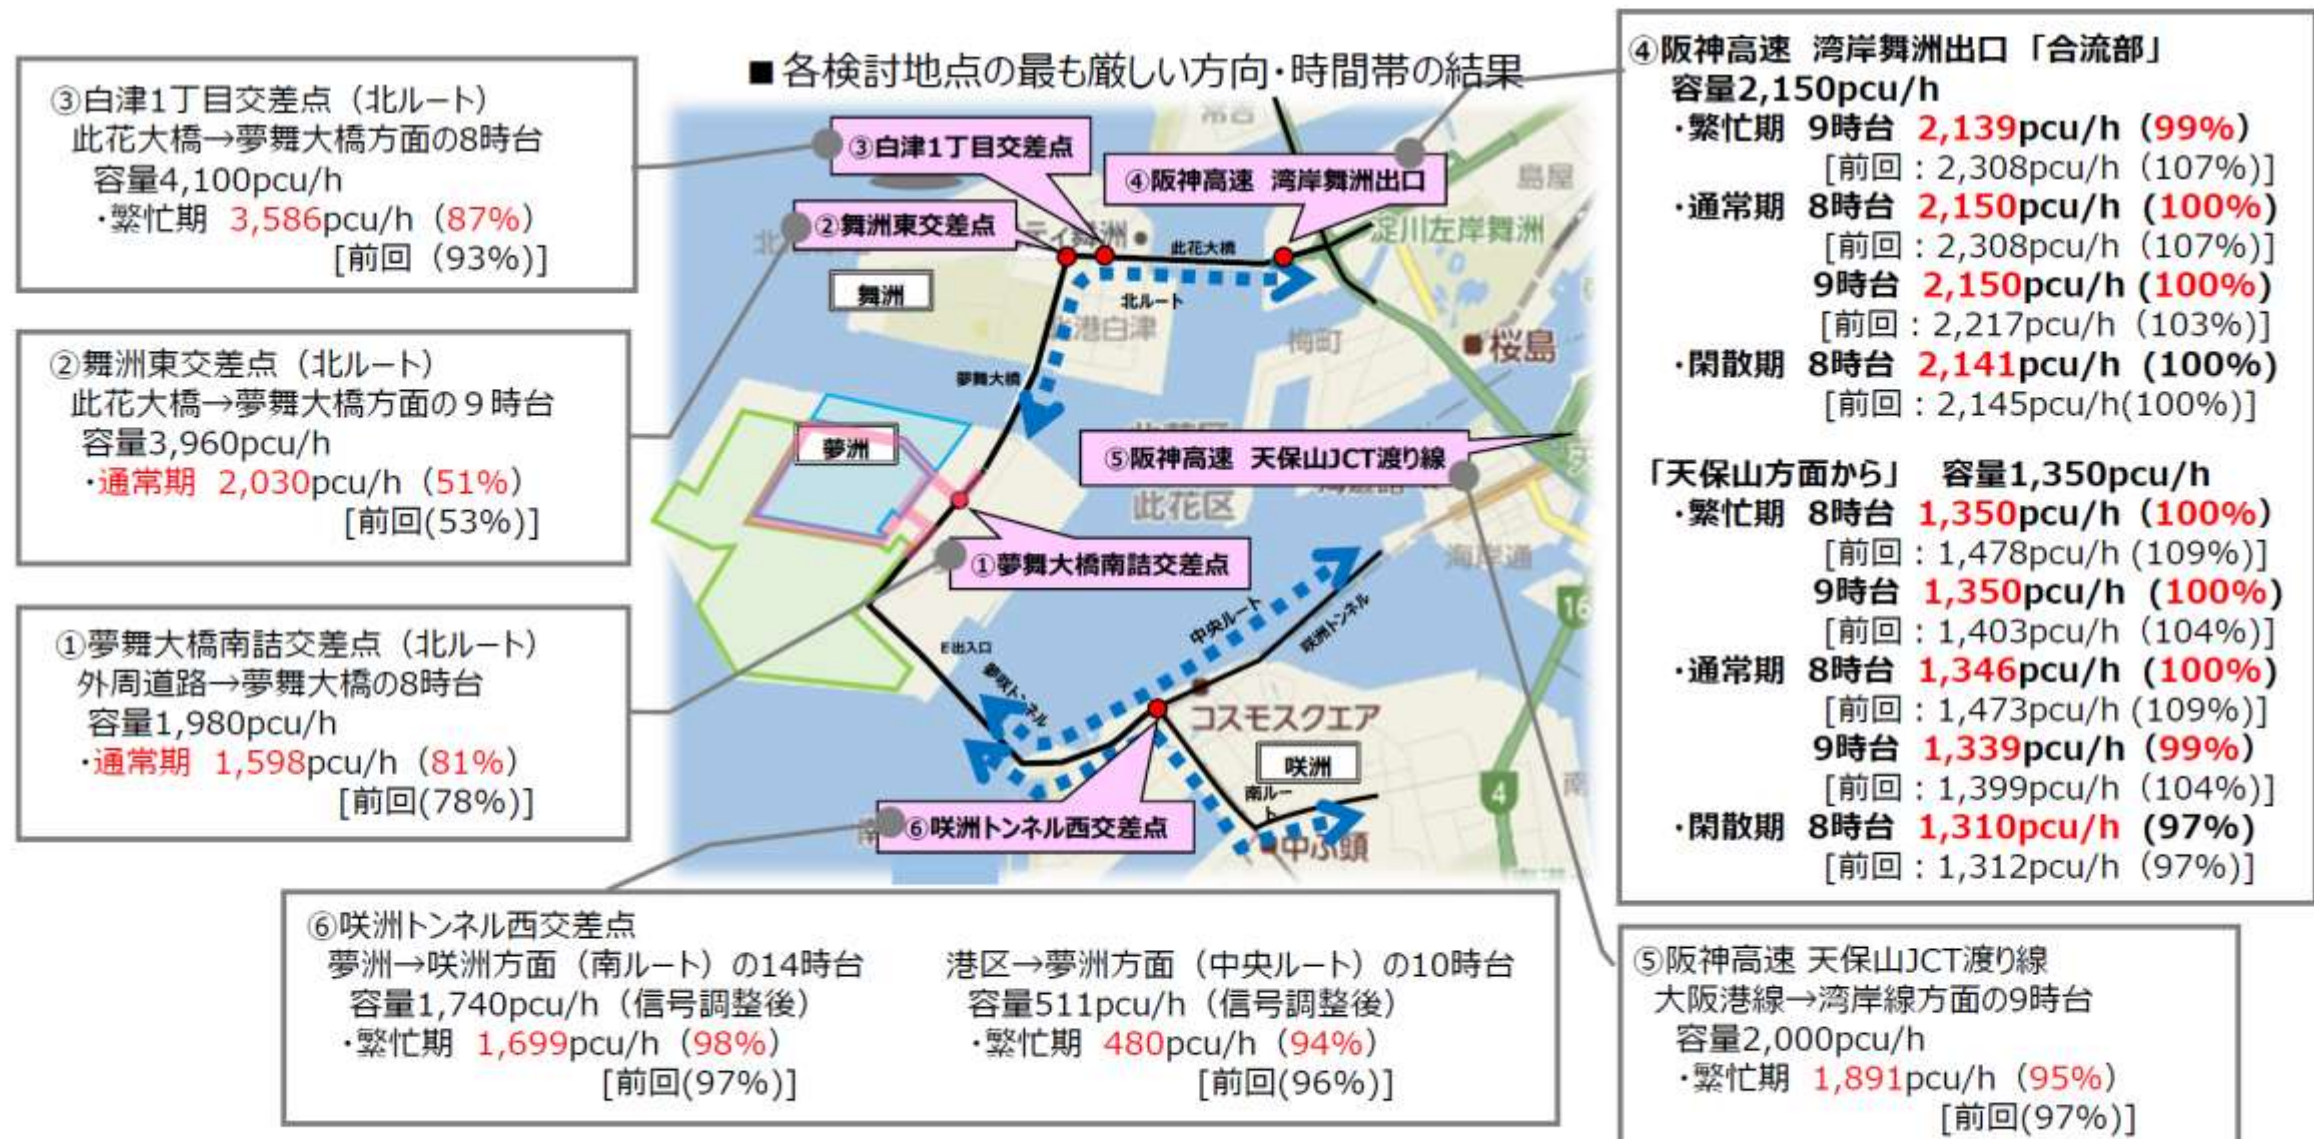 ■各検討地点の最も厳しい方向・時間帯の結果
③白津1丁目交差点（北ルート）
此花大橋→夢舞大橋方面の8時台
容量4,100pcu/h
・繁忙期 3,586pcu/h（87%）
[前回（93%)]
②舞洲東交差点（北ルート）
此花大橋→夢舞大橋方面の９時台
容量3,960pcu/h
・通常期 2,030pcu/h（51%）
[前回(53%)]
①夢舞大橋南詰交差点（北ルート）
外周道路→夢舞大橋の8時台
容量1,980pcu/h
・通常期 1,598pcu/h（81%）
[前回(78%)]
③白津1丁目交差点
④阪神高速 湾岸舞洲出口
②舞洲東交差点
島屋
淀川左岸舞洲
此花大橋
舞洲
北ルート
北港白津
梅町
桜島
夢舞大橋
夢洲
⑤阪神高速 天保山JCT渡り線
此花区
①夢舞大橋南詰交差点
海岸通
16
中央ルート
咲洲トンネル
夢咲トンネル
コスモスクエア
咲洲
南ルート
4
⑥咲洲トンネル西交差点
中ふ頭
④阪神高速 湾岸舞洲出口「合流部」
容量2,150pcu/h
・繁忙期 9時台 2,139pcu/h（99%）
[前回：2,308pcu/h（107%)]
・通常期 8時台 2,150pcu/h（100%）
[前回：2,308pcu/h（107%)]
9時台 2,150pcu/h (100%)
[前回：2,217pcu/h（103%)]
・閑散期 8時台 2,141pcu/h（100%）
[前回：2,145pcu/h(100%)]
「天保山方面から」 容量1,350pcu/h
・繁忙期 8時台 1,350pcu/h（100%）
[前回：1,478pcu/h (109%)]
9時台 1,350pcu/h（100%）
[前回：1,403pcu/h（104%)]
・通常期 8時台 1,346pcu/h（100%）
[前回：1,473pcu/h (109%)]
9時台 1,339pcu/h（99%）
[前回：1,399pcu/h（104%)]
・閑散期 8時台 1,310pcu/h（97%）
[前回：1,312pcu/h（97%)]
⑥咲洲トンネル西交差点
夢洲→咲洲方面（南ルート）の14時台
容量1,740pcu/h（信号調整後）
・繁忙期 1,699pcu/h（98%）
[前回(97%)]
港区→夢洲方面（中央ルート）の10時台
容量511pcu/h（信号調整後）
・繁忙期 480pcu/h（94%）
[前回(96%)]
⑤阪神高速 天保山JCT渡り線
大阪港線→湾岸線方面の9時台
容量2,000pcu/h
・繁忙期 1,891pcu/h（95%）
[前回(97%)]